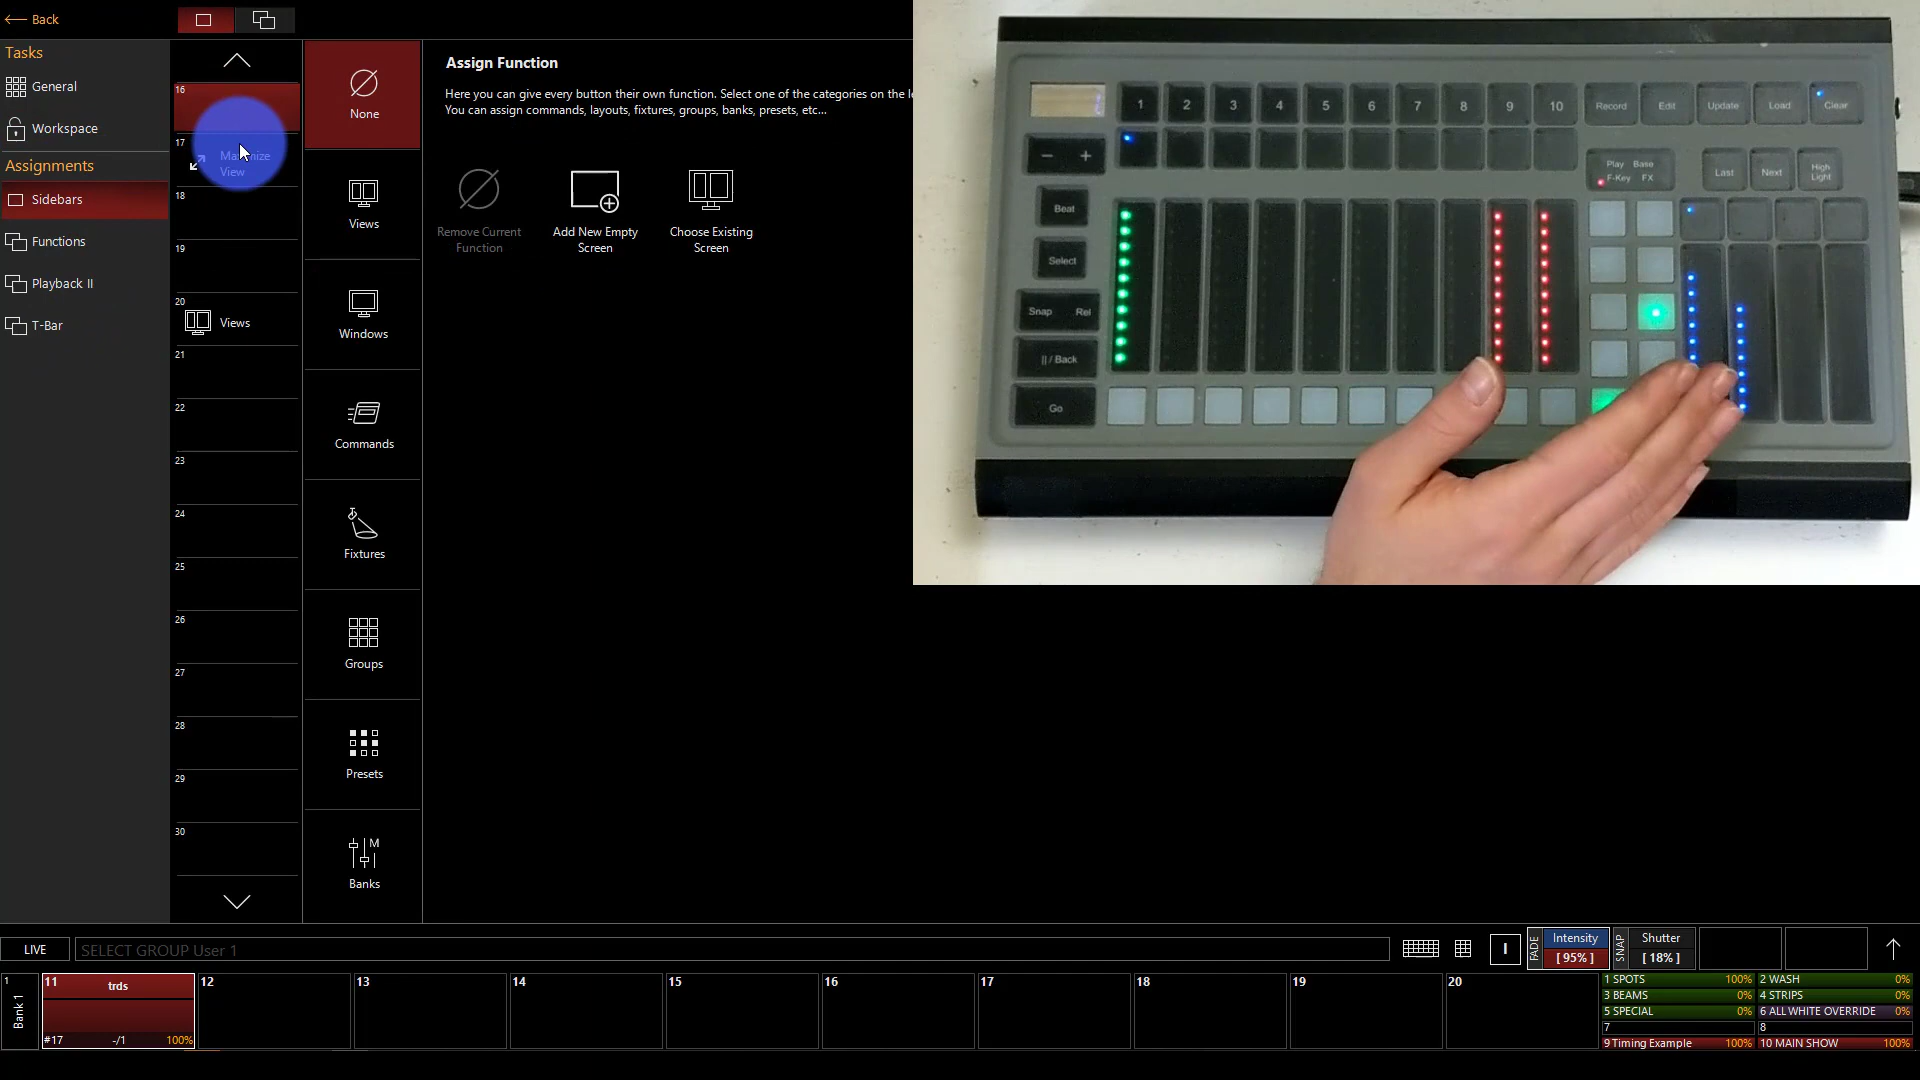 Back
Tasks
General
Workspace
Assignments
Sidebars
Functions
Playback II
T-Bar
16
17
Maximize
View
18
19
20
Views
21
22
23
24
25
26
27
28
29
30
None
Views
Windows
Commands
Fixtures
Groups
Presets
M
Banks
Assign Function
Here you can give every button their own function. Select one of the categories on the le
You can assign commands, layouts, fixtures, groups, banks, presets, etc...
Remove Current
Function
Add New Empty
Screen
Choose Existing
Screen
1 2 3 4 5 6 7 8 9 10
Record Edit Update Load Clear
− +
Play Base
F-Key FX
Last Next High
Light
Beat
Select
Snap Rel
|| / Back
Go
LIVE
SELECT GROUP User 1
I
FADE
Intensity
[ 95% ]
SNAP
Shutter
[ 18% ]
1
Bank 1
11
trds
#17 -/1 100%
12 13 14 15 16 17 18 19 20
1 SPOTS 100% 2 WASH 0%
3 BEAMS 0% 4 STRIPS 0%
5 SPECIAL 0% 6 ALL WHITE OVERRIDE 0%
7 8
9 Timing Example 100% 10 MAIN SHOW 100%